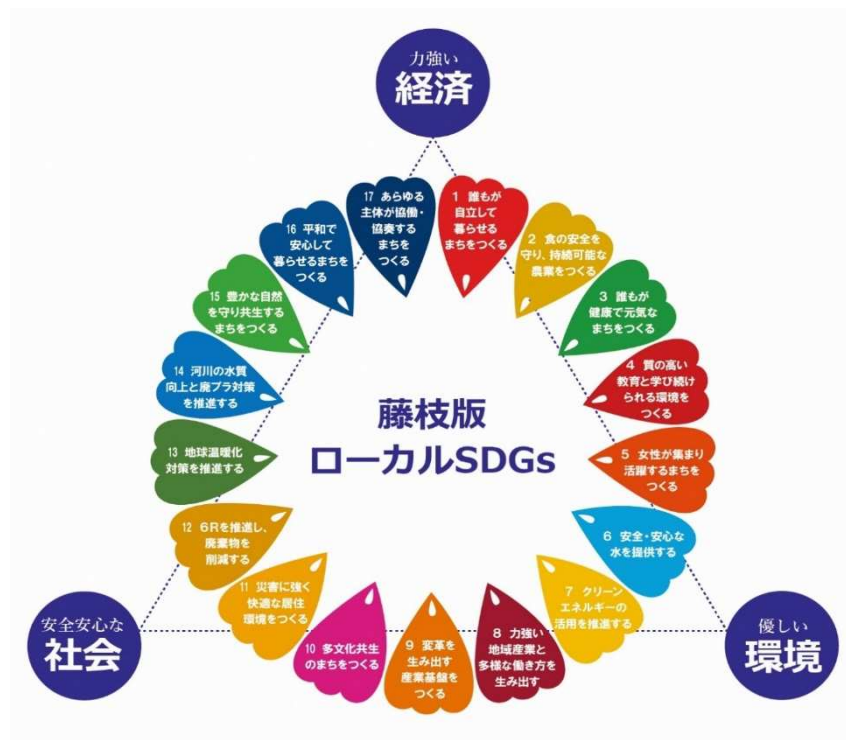 力強い
経済
17 あらゆる
主体が協働・
協奏する
まちを
つくる
1 誰もが
自立して
暮らせる
まちをつくる
16 平和で
安心して
暮らせるまちを
つくる
2 食の安全を
守り、持続可能な
農業をつくる
15 豊かな自然
を守り共生する
まちをつくる
3 誰もが
健康で元気な
まちをつくる
14 河川の水質
向上と廃プラ対策
を推進する
4 質の高い
教育と学び続け
られる環境を
つくる
藤枝版
ローカルSDGs
13 地球温暖化
対策を推進する
5 女性が集まり
活躍するまちを
つくる
12 6Rを推進し、
廃棄物を
削減する
6 安全・安心な
水を提供する
11 災害に強く
快適な居住
環境をつくる
7 クリーン
エネルギーの
活用を推進する
10 多文化共生
のまちをつくる
9 変革を
生み出す
産業基盤を
つくる
8 力強い
地域産業と
多様な働き方を
生み出す
安全安心な
社会
優しい
環境